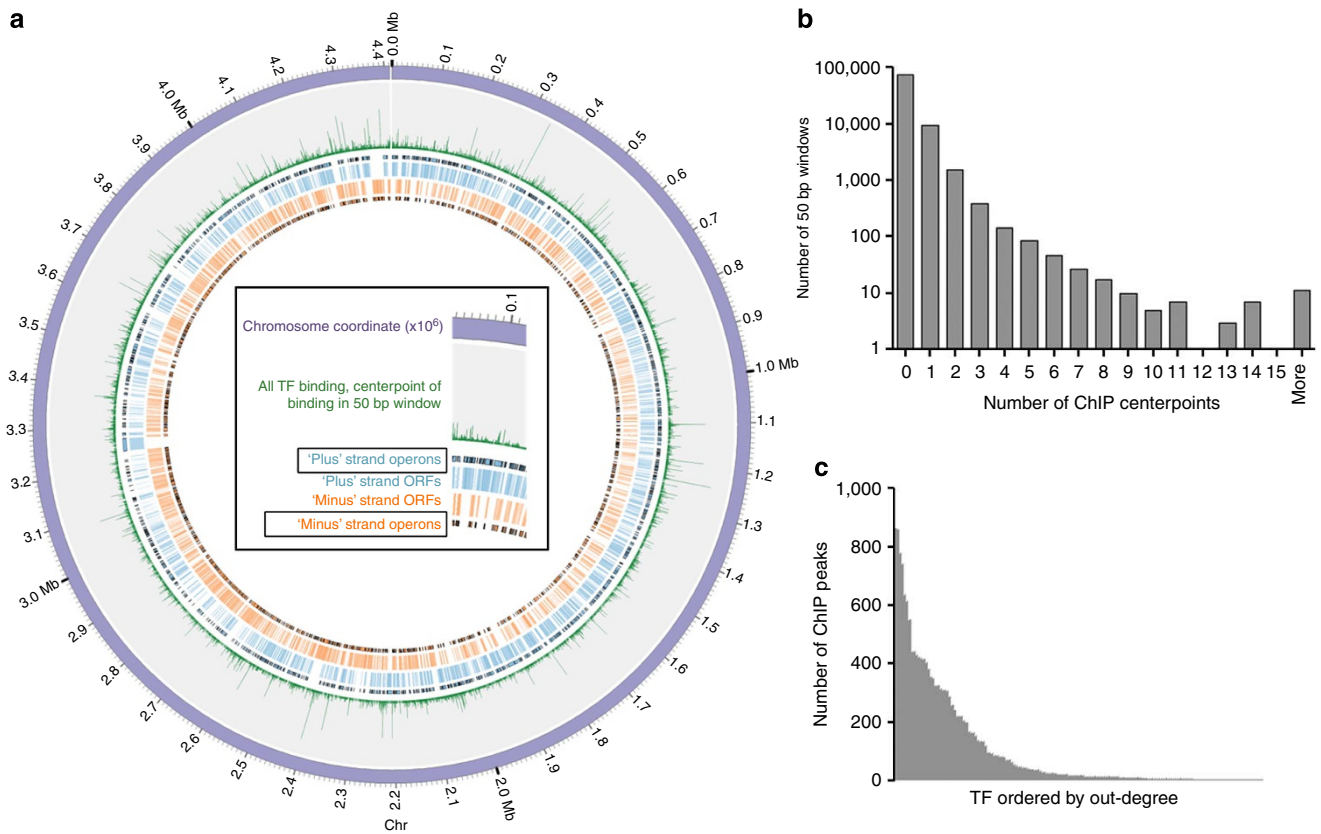 a
0.0 Mb
0.1
0.2
0.3
0.4
0.5
0.6
0.7
0.8
0.9
1.0 Mb
1.1
1.2
1.3
1.4
1.5
1.6
1.7
1.8
1.9
2.0 Mb
2.1
2.2
2.3
2.4
2.5
2.6
2.7
2.8
2.9
3.0 Mb
3.1
3.2
3.3
3.4
3.5
3.6
3.7
3.8
3.9
4.0 Mb
4.1
4.2
4.3
4.4
Chr
0.1
Chromosome coordinate (x10⁶)
All TF binding, centerpoint of
binding in 50 bp window
‘Plus’ strand operons
‘Plus’ strand ORFs
‘Minus’ strand ORFs
‘Minus’ strand operons
b
Number of 50 bp windows
100,000
10,000
1,000
100
10
1
0 1 2 3 4 5 6 7 8 9 10 11 12 13 14 15 More
Number of ChIP centerpoints
c
Number of ChIP peaks
1,000
800
600
400
200
0
TF ordered by out-degree